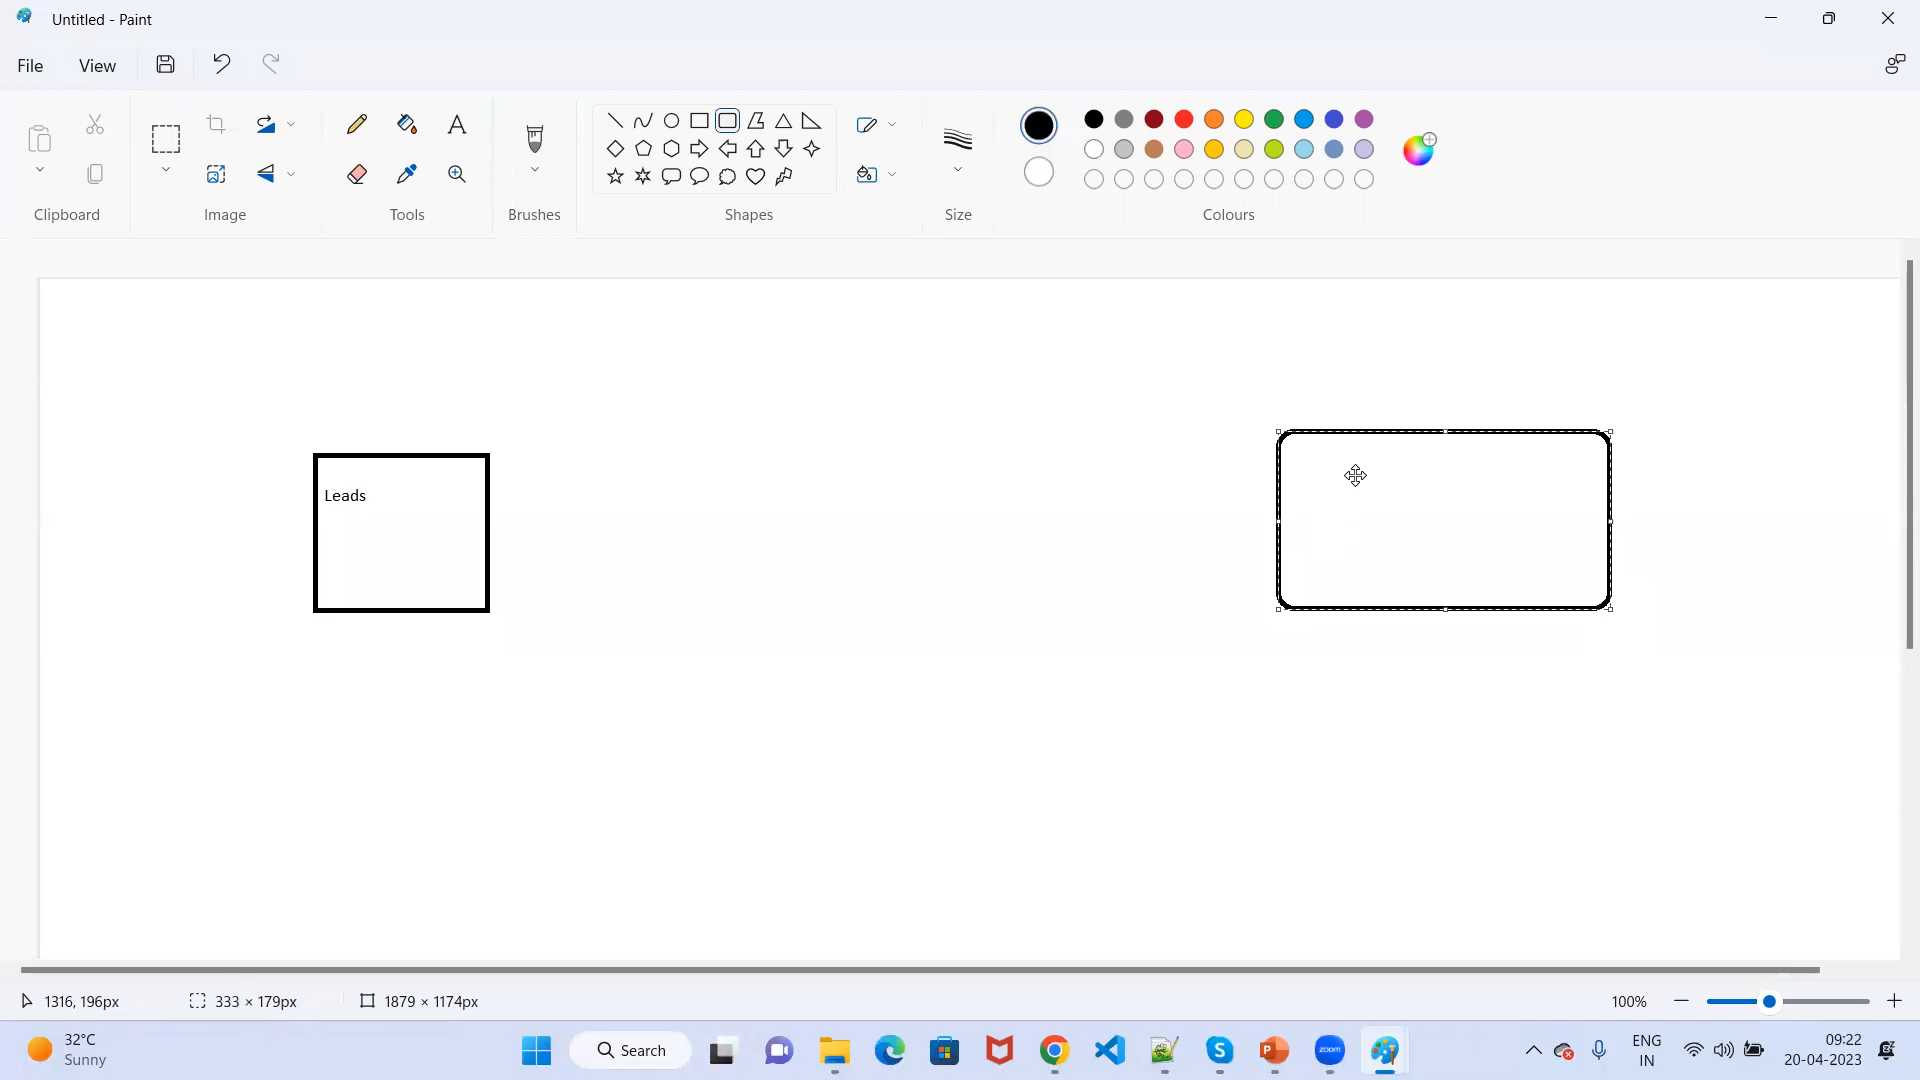 Untitled - Paint
File View
Clipboard
Image
Tools
Brushes
Shapes
Size
Colours
Leads
1316, 196px
333 × 179px
1879 × 1174px
100%
32°C
Sunny
Search
zoom
ENG
IN
09:22
20-04-2023